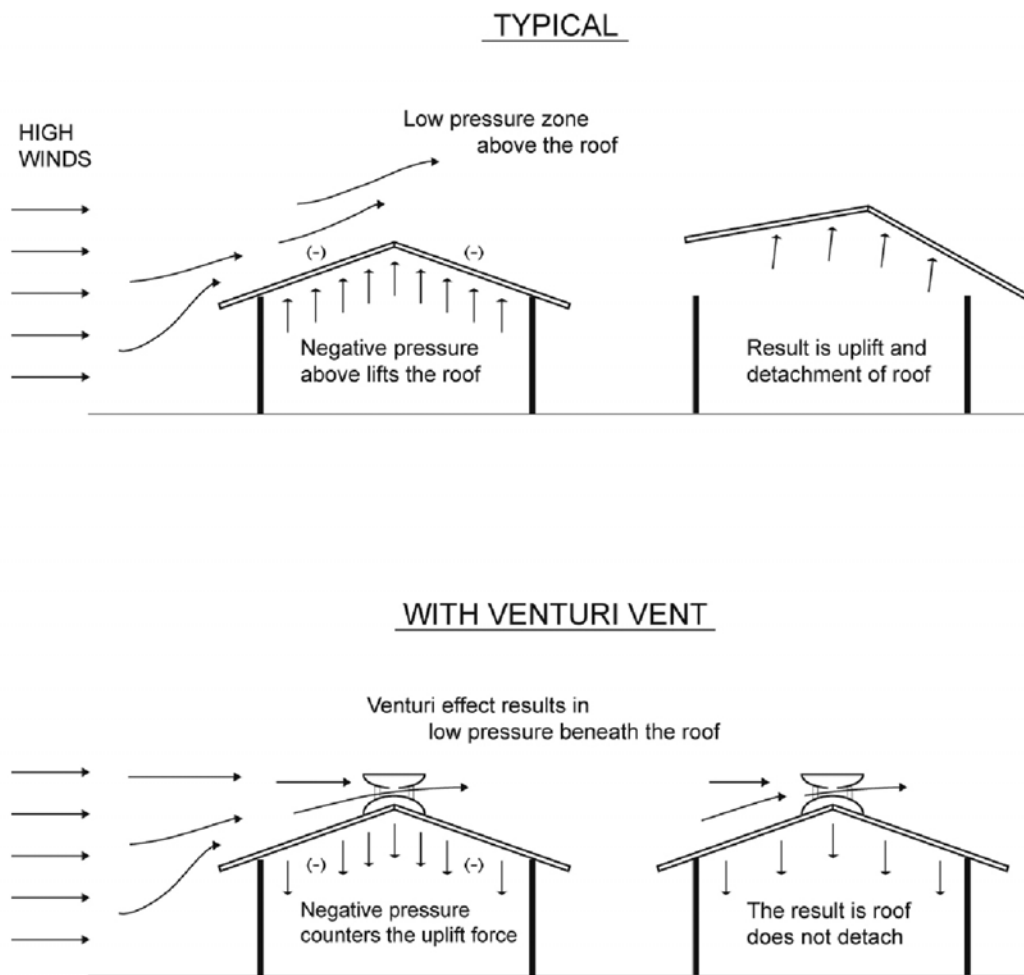 TYPICAL
HIGH
WINDS
Low pressure zone
above the roof
(-)
(-)
Negative pressure
above lifts the roof
Result is uplift and
detachment of roof
WITH VENTURI VENT
Venturi effect results in
low pressure beneath the roof
(-)
(-)
Negative pressure
counters the uplift force
The result is roof
does not detach